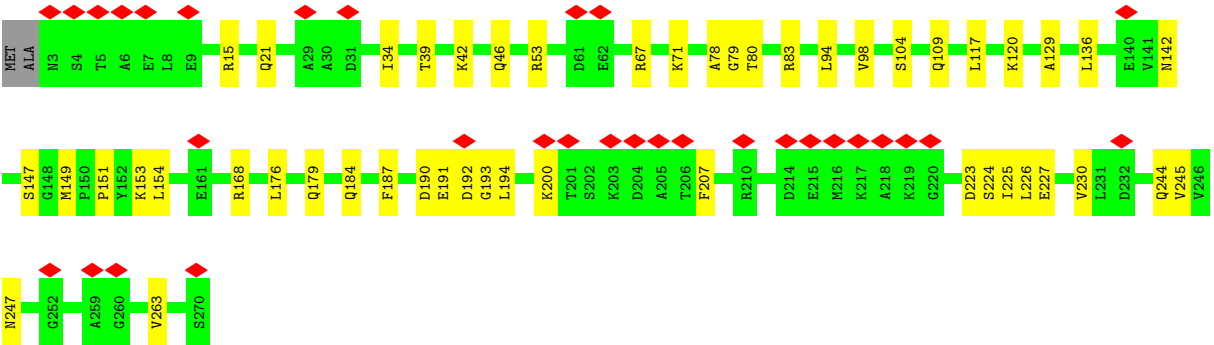 MET ALA N3 S4 T5 A6 E7 L8 E9 R15 Q21 A29 A30 D31 I34 T39 K42 Q46 R53 D61 E62 R67 K71 A78 G79 T80 R83 L94 V98 S104 Q109 L117 K120 A129 L136 E140 V141 N142
S147 G148 M149 P150 P151 Y152 K153 L154 E161 R168 L176 Q179 Q184 F187 D190 E191 D192 G193 L194 K200 T201 S202 K203 D204 A205 T206 F207 R210 D214 E215 M216 K217 A218 K219 G220 D223 S224 I225 L226 E227 V230 L231 D232 Q244 V245 V246
N247 G252 A259 G260 V263 S270